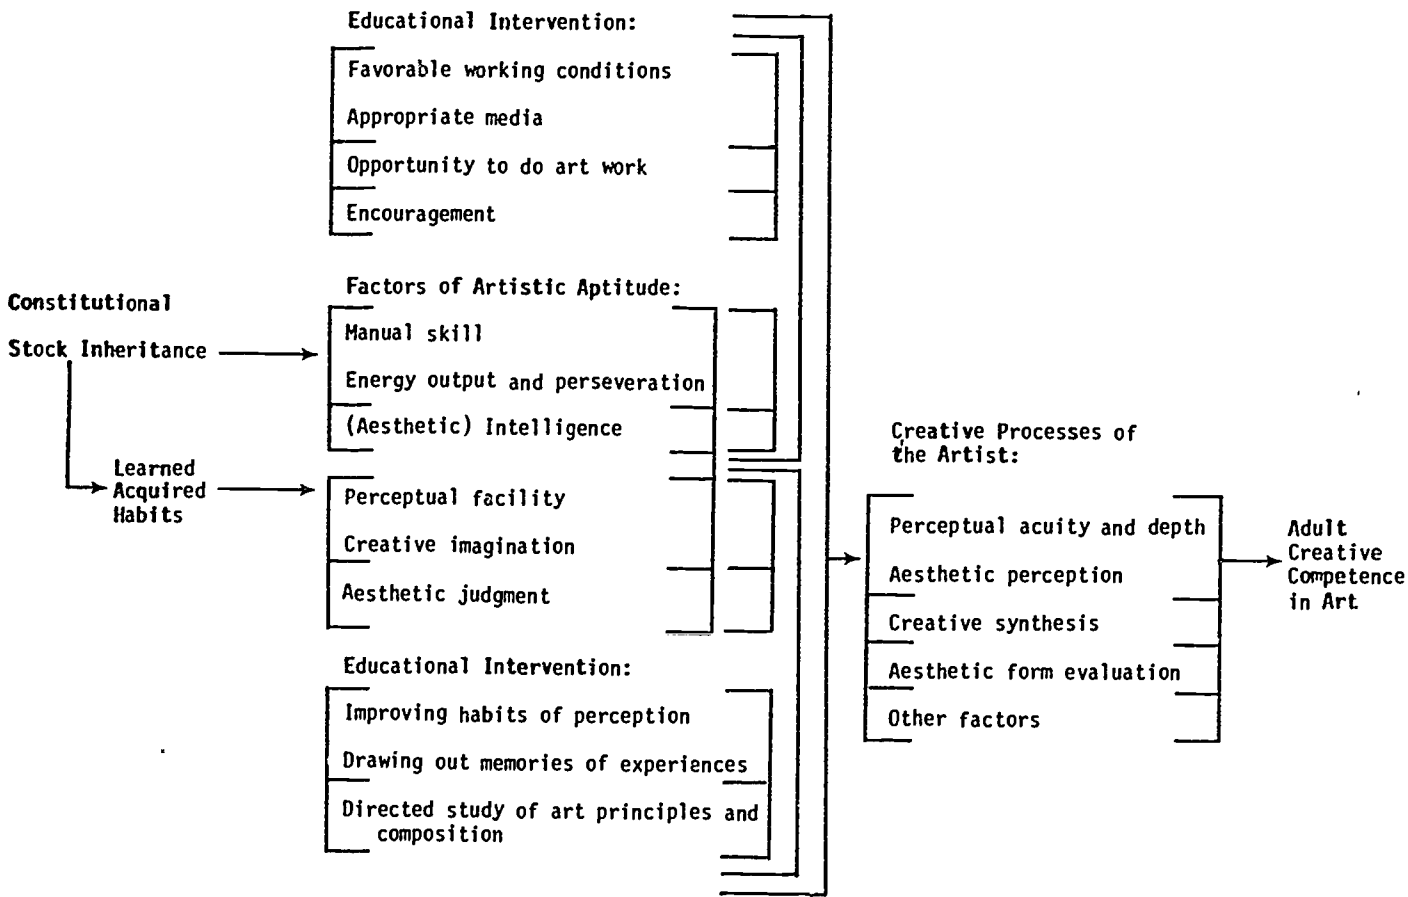 Educational Intervention:
Favorable working conditions
Appropriate media
Opportunity to do art work
Encouragement
Constitutional
Stock Inheritance
Learned
Acquired
Habits
Factors of Artistic Aptitude:
Manual skill
Energy output and perseveration
(Aesthetic) Intelligence
Perceptual facility
Creative imagination
Aesthetic judgment
Educational Intervention:
Improving habits of perception
Drawing out memories of experiences
Directed study of art principles and
composition
Creative Processes of
the Artist:
Perceptual acuity and depth
Aesthetic perception
Creative synthesis
Aesthetic form evaluation
Other factors
Adult
Creative
Competence
in Art